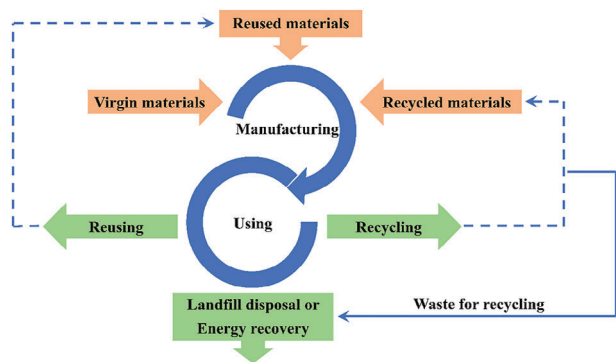 Reused materials
Virgin materials
Recycled materials
Manufacturing
Reusing
Using
Recycling
Landfill disposal or
Energy recovery
Waste for recycling